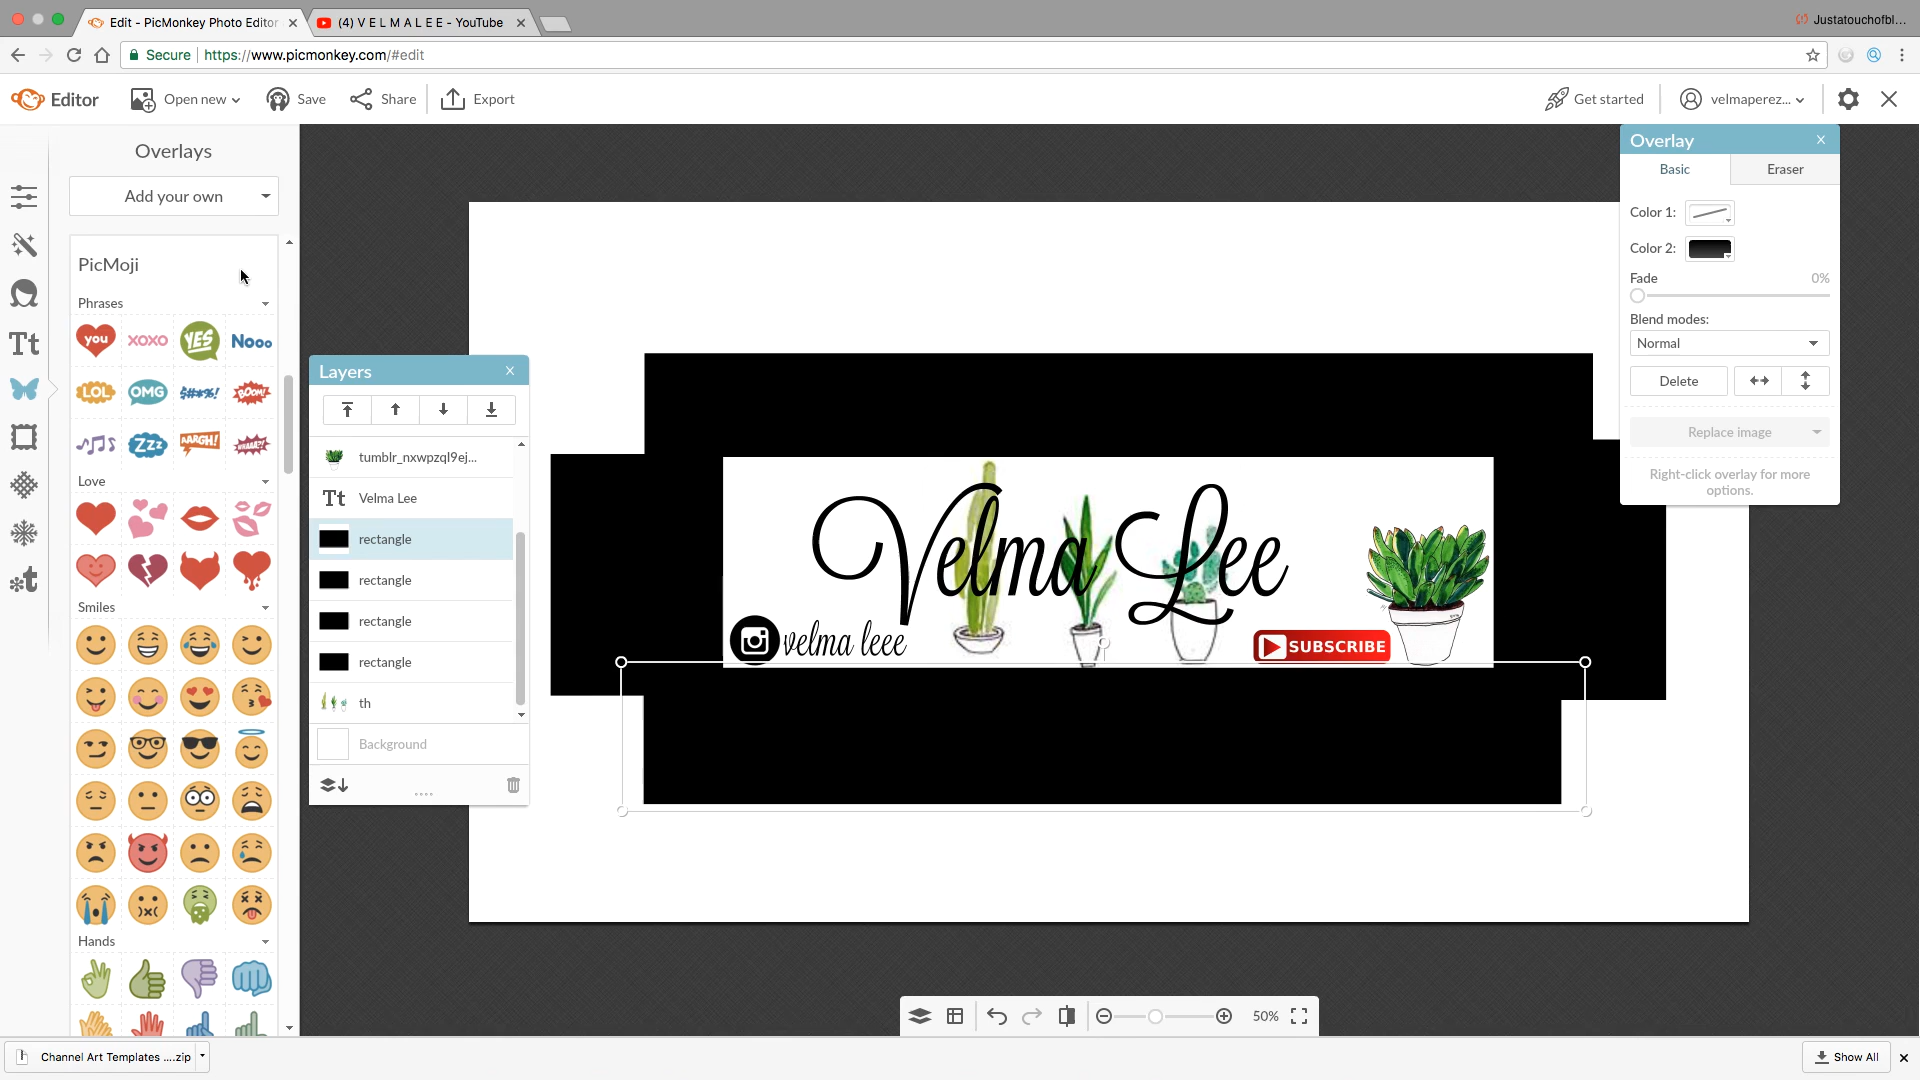 Edit - PicMonkey Photo Editor
(4) V E L M A L E E - YouTube
Justatouchofbl...
Secure
https://www.picmonkey.com/#edit
Editor
Open new
Save
Share
Export
Get started
velmaperez...
Overlays
Add your own
PicMoji
Phrases
you
XOXO
YES
Nooo
LOL
OMG
$#*%!
BOOM!
Zzz
AARGH!
Love
Smiles
Hands
Layers
tumblr_nxwpzql9ej...
Tt
Velma Lee
rectangle
rectangle
rectangle
rectangle
th
Background
Velma Lee
velma leee
SUBSCRIBE
Overlay
Basic
Eraser
Color 1:
Color 2:
Fade
0%
Blend modes:
Normal
Delete
Replace image
Right-click overlay for more
options.
Tt
t
50%
Channel Art Templates ....zip
Show All